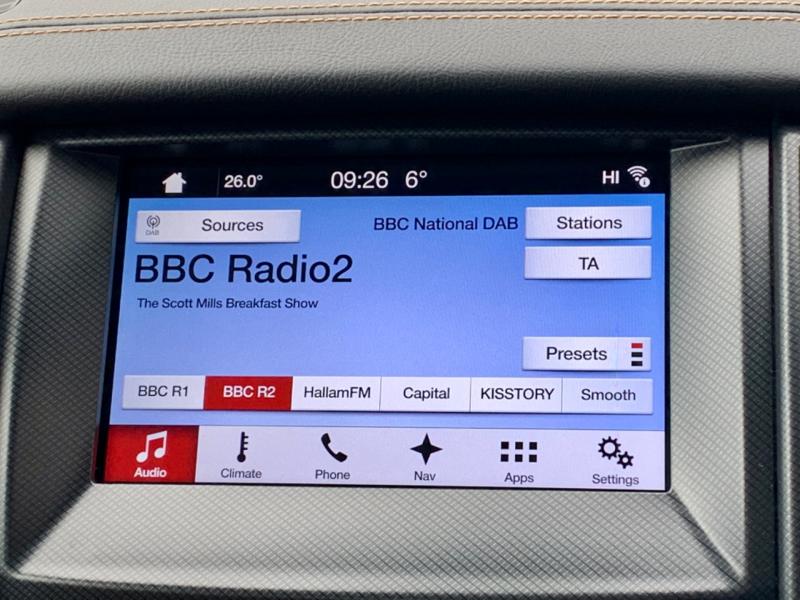 26.0°
09:26 6°
HI
DAB
Sources
BBC National DAB
Stations
BBC Radio2
TA
The Scott Mills Breakfast Show
Presets
BBC R1
BBC R2
HallamFM
Capital
KISSTORY
Smooth
Audio
Climate
Phone
Nav
Apps
Settings